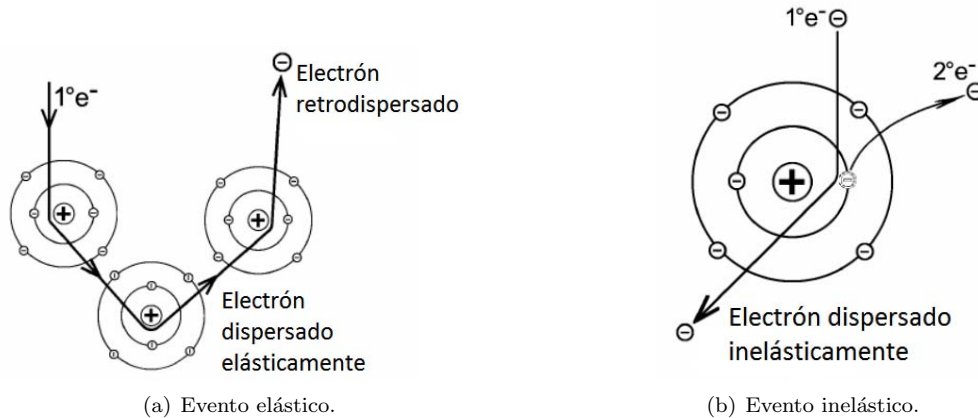 1°e⁻
Electrón
retrodispersado
Electrón
dispersado
elásticamente
(a) Evento elástico.
1°e⁻
2°e⁻
Electrón dispersado
inelásticamente
(b) Evento inelástico.